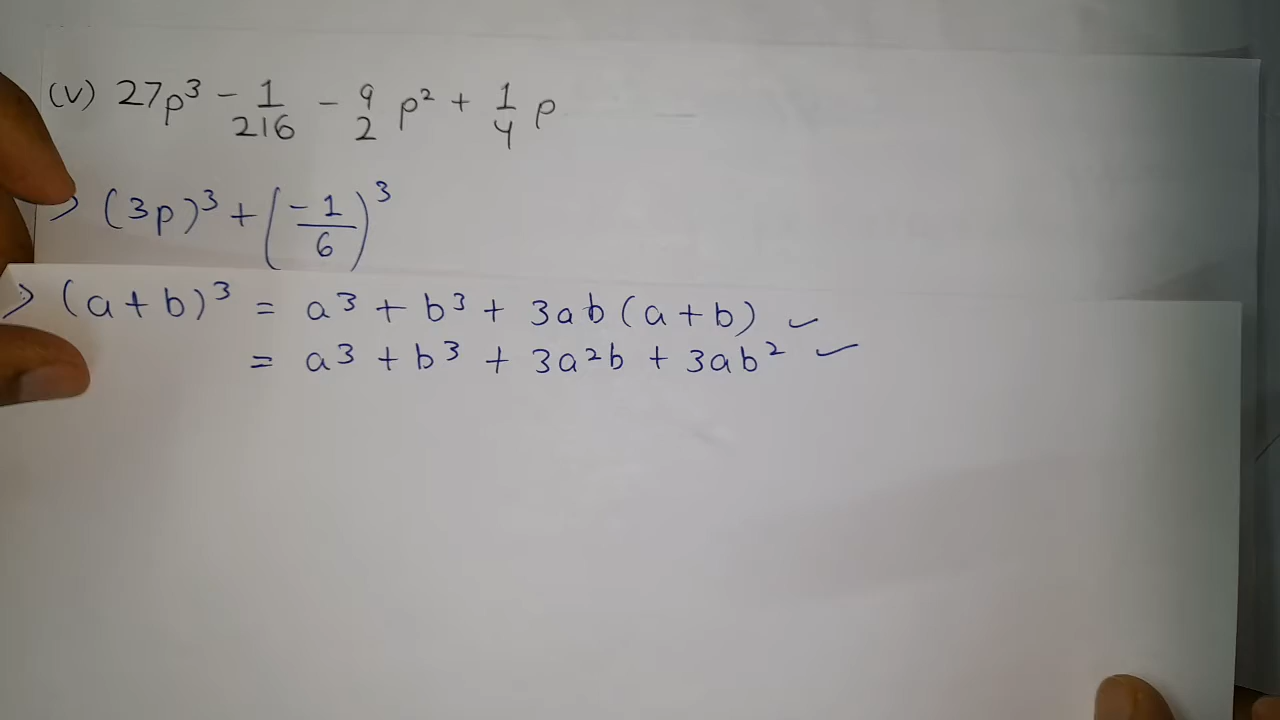 (V) 27p³ - 1/216 - 9/2 p² + 1/4 p
> (3p)³ + (-1/6)³
> (a+b)³ = a³ + b³ + 3ab(a+b) ✓
= a³ + b³ + 3a²b + 3ab² ✓